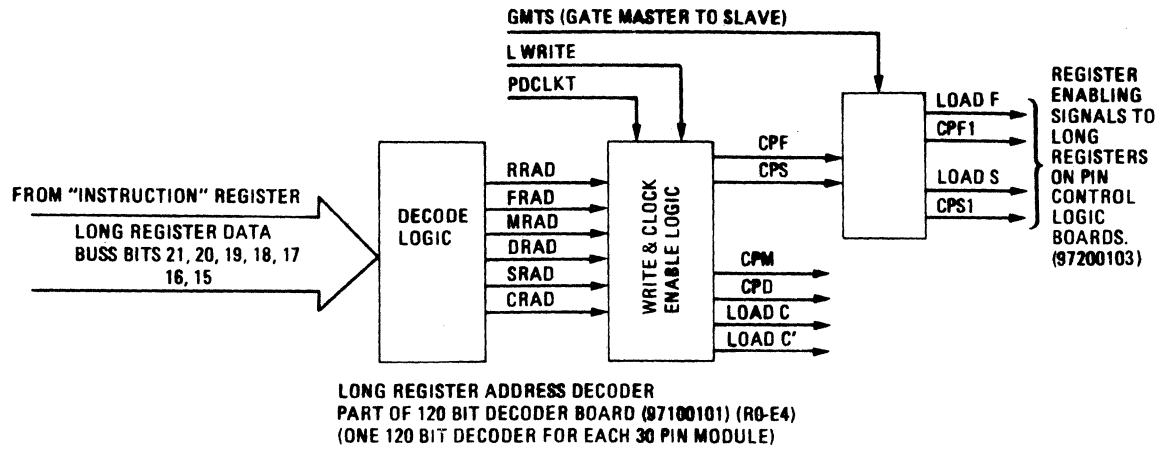 GMTS (GATE MASTER TO SLAVE)
L WRITE
PDCLKT
FROM "INSTRUCTION" REGISTER
LONG REGISTER DATA
BUSS BITS 21, 20, 19, 18, 17
16, 15
DECODE
LOGIC
RRAD
FRAD
MRAD
DRAD
SRAD
CRAD
WRITE & CLOCK
ENABLE LOGIC
CPF
CPS
CPM
CPD
LOAD C
LOAD C'
LOAD F
CPF1
LOAD S
CPS1
REGISTER
ENABLING
SIGNALS TO
LONG
REGISTERS
ON PIN
CONTROL
LOGIC
BOARDS.
(97200103)
LONG REGISTER ADDRESS DECODER
PART OF 120 BIT DECODER BOARD (97100101) (R0-E4)
(ONE 120 BIT DECODER FOR EACH 30 PIN MODULE)